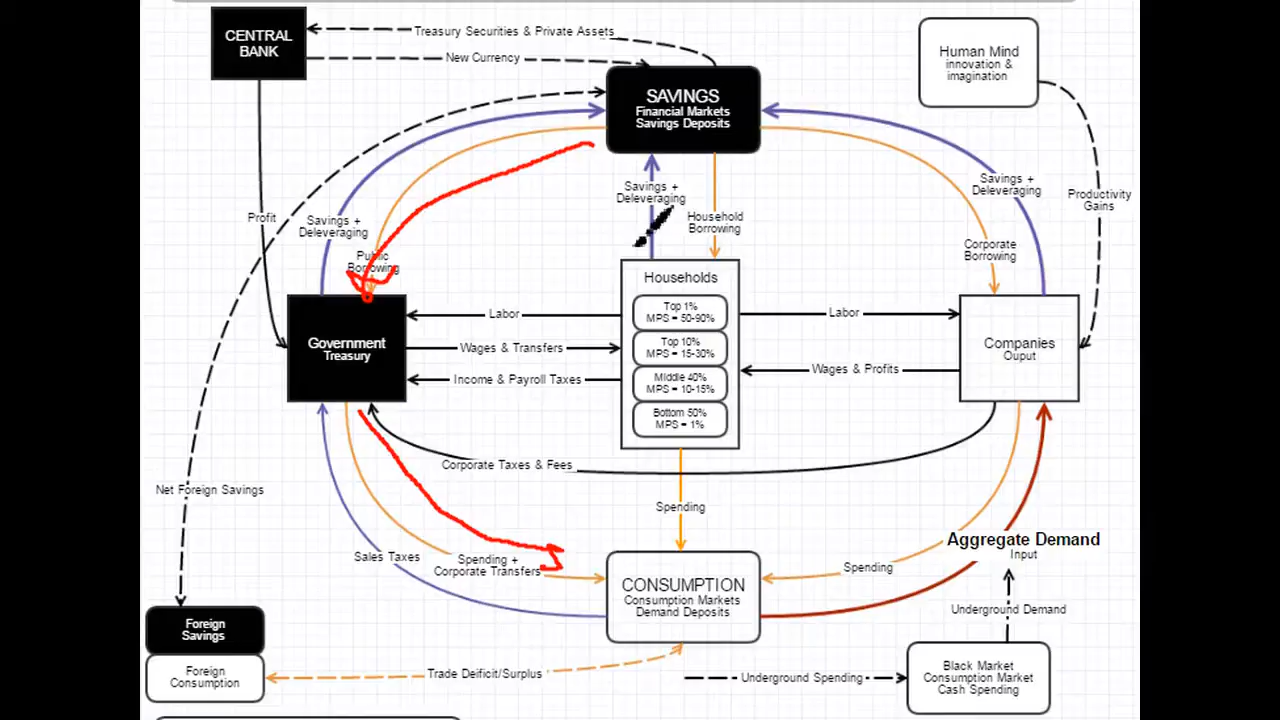 CENTRAL
BANK
Treasury Securities & Private Assets
New Currency
SAVINGS
Financial Markets
Savings Deposits
Human Mind
innovation &
imagination
Profit
Savings +
Deleveraging
Public
Borrowing
Savings +
Deleveraging
Household
Borrowing
Savings +
Deleveraging
Corporate
Borrowing
Productivity
Gains
Government
Treasury
Labor
Wages & Transfers
Income & Payroll Taxes
Households
Top 1%
MPS = 50-90%
Top 10%
MPS = 15-30%
Middle 40%
MPS = 10-15%
Bottom 50%
MPS = 1%
Labor
Wages & Profits
Companies
Ouput
Corporate Taxes & Fees
Net Foreign Savings
Spending
Sales Taxes
Spending +
Corporate Transfers
CONSUMPTION
Consumption Markets
Demand Deposits
Spending
Aggregate Demand
Input
Underground Demand
Foreign
Savings
Foreign
Consumption
Trade Deificit/Surplus
Underground Spending
Black Market
Consumption Market
Cash Spending